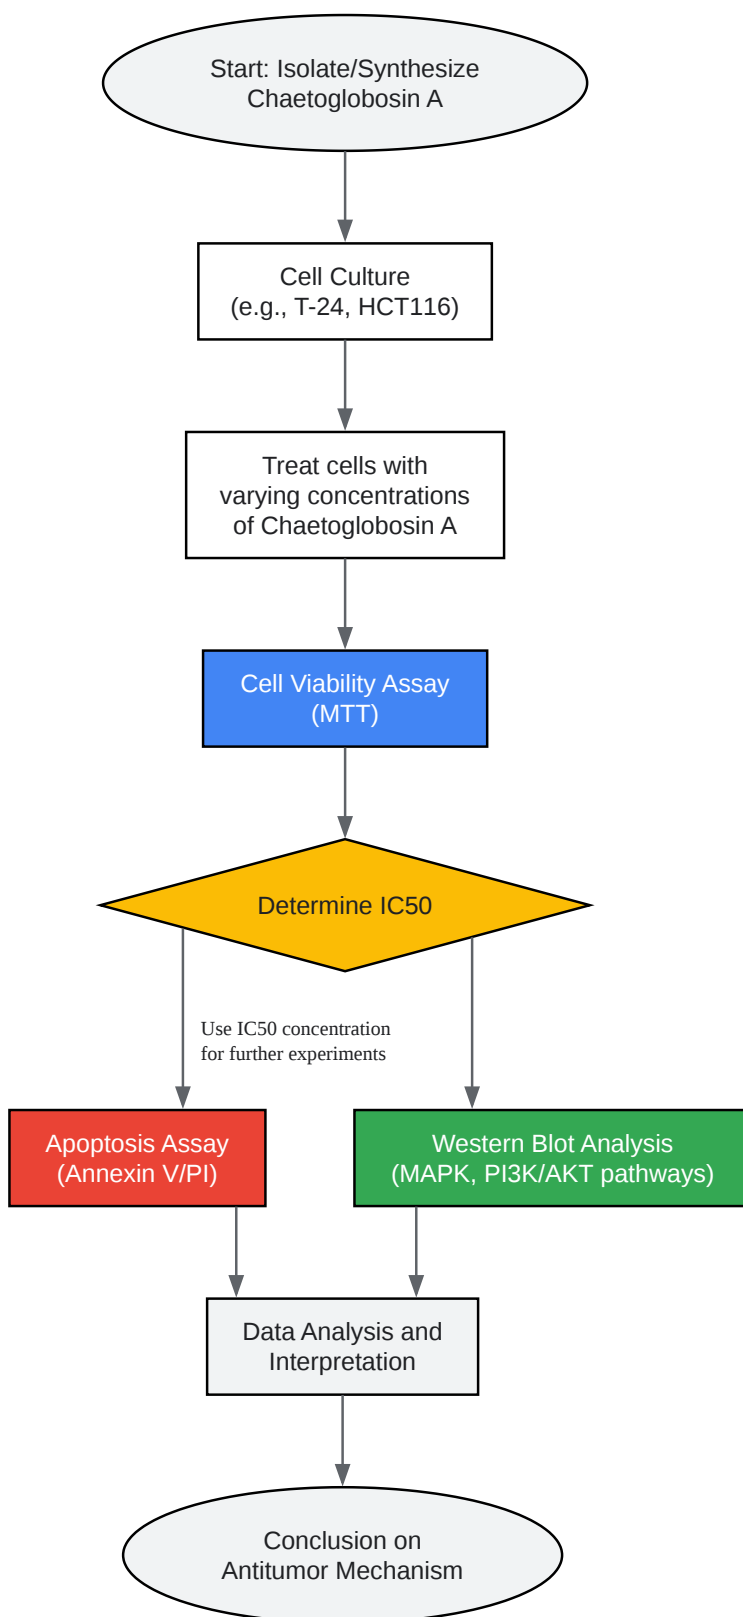 Start: Isolate/Synthesize
Chaetoglobosin A
Cell Culture
(e.g., T-24, HCT116)
Treat cells with
varying concentrations
of Chaetoglobosin A
Cell Viability Assay
(MTT)
Determine IC50
Use IC50 concentration
for further experiments
Apoptosis Assay
(Annexin V/PI)
Western Blot Analysis
(MAPK, PI3K/AKT pathways)
Data Analysis and
Interpretation
Conclusion on
Antitumor Mechanism